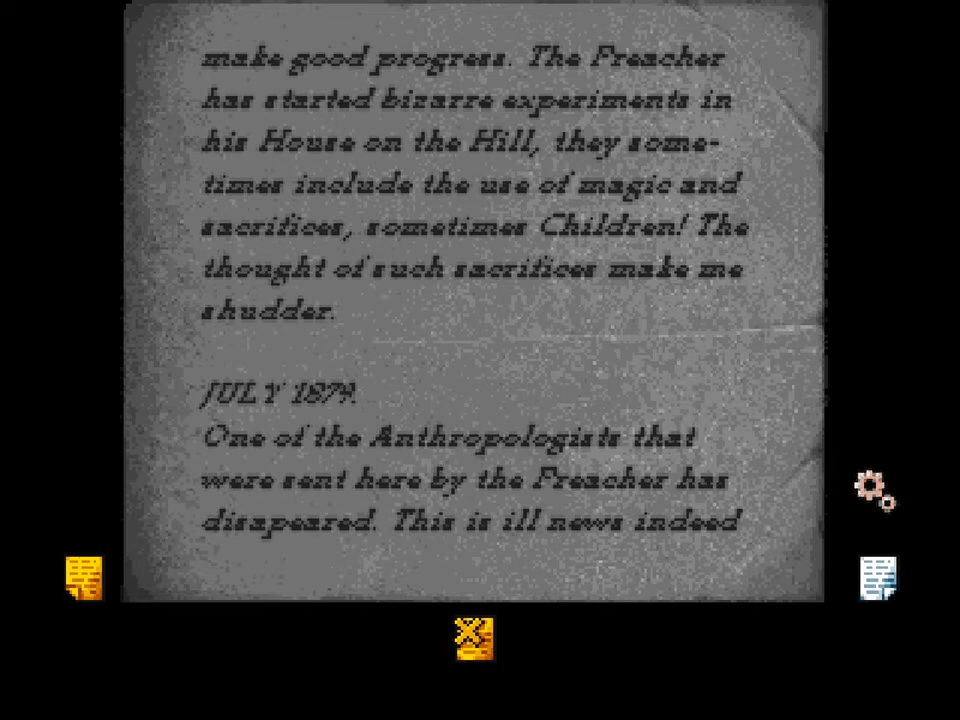 make good progress. The Preacher
has started bizarre experiments in
his House on the Hill, they some-
times include the use of magic and
sacrifices, sometimes Children! The
thought of such sacrifices make me
shudder.
JULY 1879.
One of the Anthropologists that
were sent here by the Preacher has
disapeared. This is ill news indeed